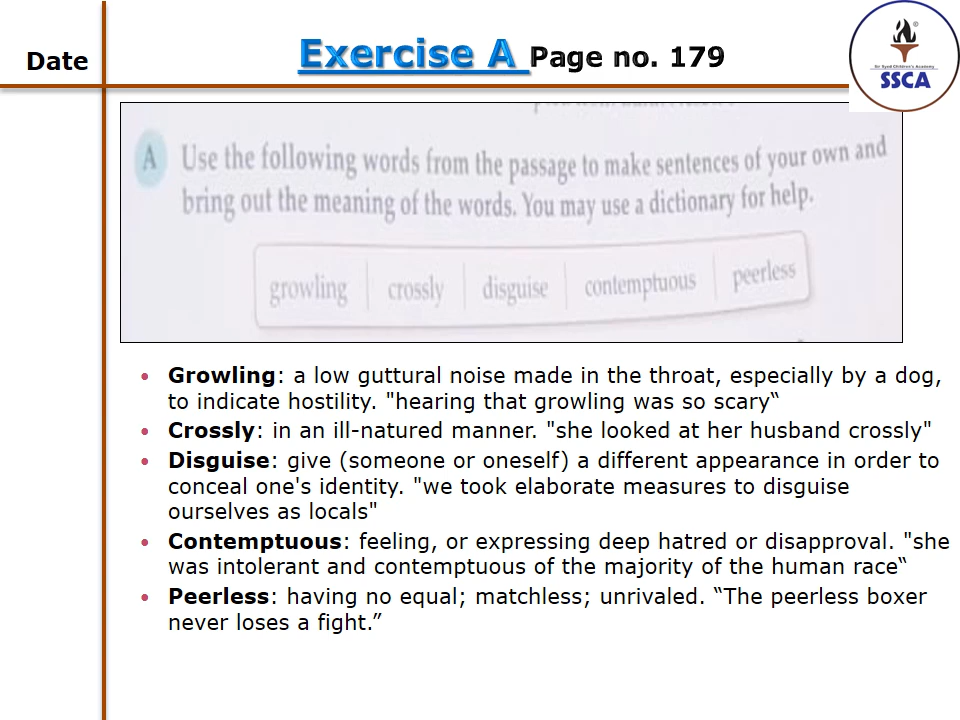 Date
Exercise A Page no. 179
Sir Syed Children's Academy
SSCA
A Use the following words from the passage to make sentences of your own and
bring out the meaning of the words. You may use a dictionary for help.
growling crossly disguise contemptuous peerless
• Growling: a low guttural noise made in the throat, especially by a dog,
to indicate hostility. "hearing that growling was so scary“
• Crossly: in an ill-natured manner. "she looked at her husband crossly"
• Disguise: give (someone or oneself) a different appearance in order to
conceal one's identity. "we took elaborate measures to disguise
ourselves as locals"
• Contemptuous: feeling, or expressing deep hatred or disapproval. "she
was intolerant and contemptuous of the majority of the human race“
• Peerless: having no equal; matchless; unrivaled. “The peerless boxer
never loses a fight.”